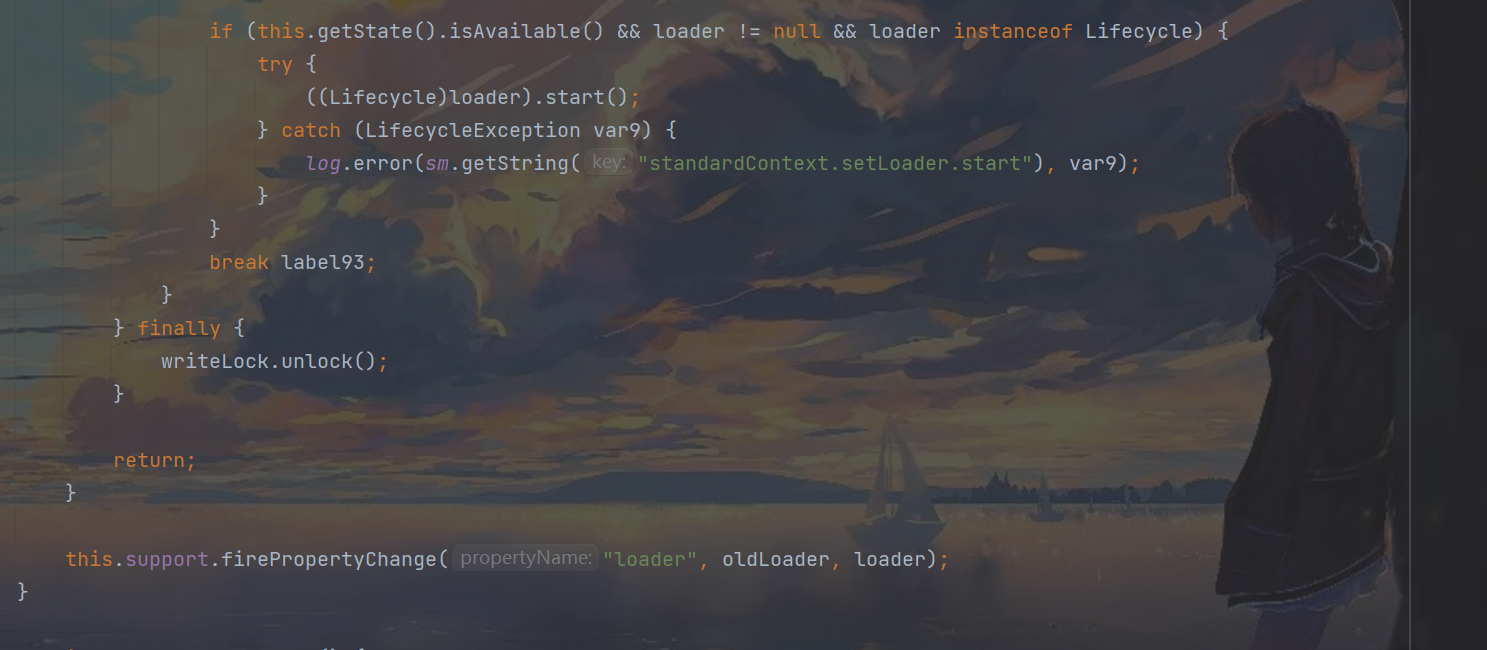 if (this.getState().isAvailable() && loader != null && loader instanceof Lifecycle) {
try {
((Lifecycle)loader).start();
} catch (LifecycleException var9) {
log.error(sm.getString( key: "standardContext.setLoader.start"), var9);
}
}
break label93;
}
} finally {
writeLock.unlock();
}
return;
}
this.support.firePropertyChange( propertyName: "loader", oldLoader, loader);
}